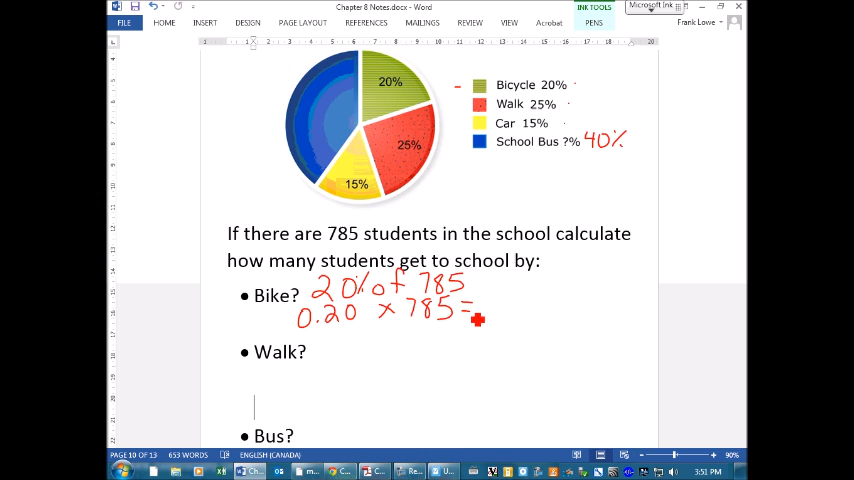 Chapter 8 Notes.docx - Word
INK TOOLS
Microsoft Ink
FILE HOME INSERT DESIGN PAGE LAYOUT REFERENCES MAILINGS REVIEW VIEW Acrobat PENS
Frank Lowe
20%
25%
15%
Bicycle 20%
Walk 25%
Car 15%
School Bus ?% 40%
If there are 785 students in the school calculate
how many students get to school by:
• Bike? 20% of 785
0.20 x 785 =
• Walk?
• Bus?
PAGE 10 OF 13 653 WORDS ENGLISH (CANADA) 90%
Ch... m... C... C... Re... U... 3:51 PM